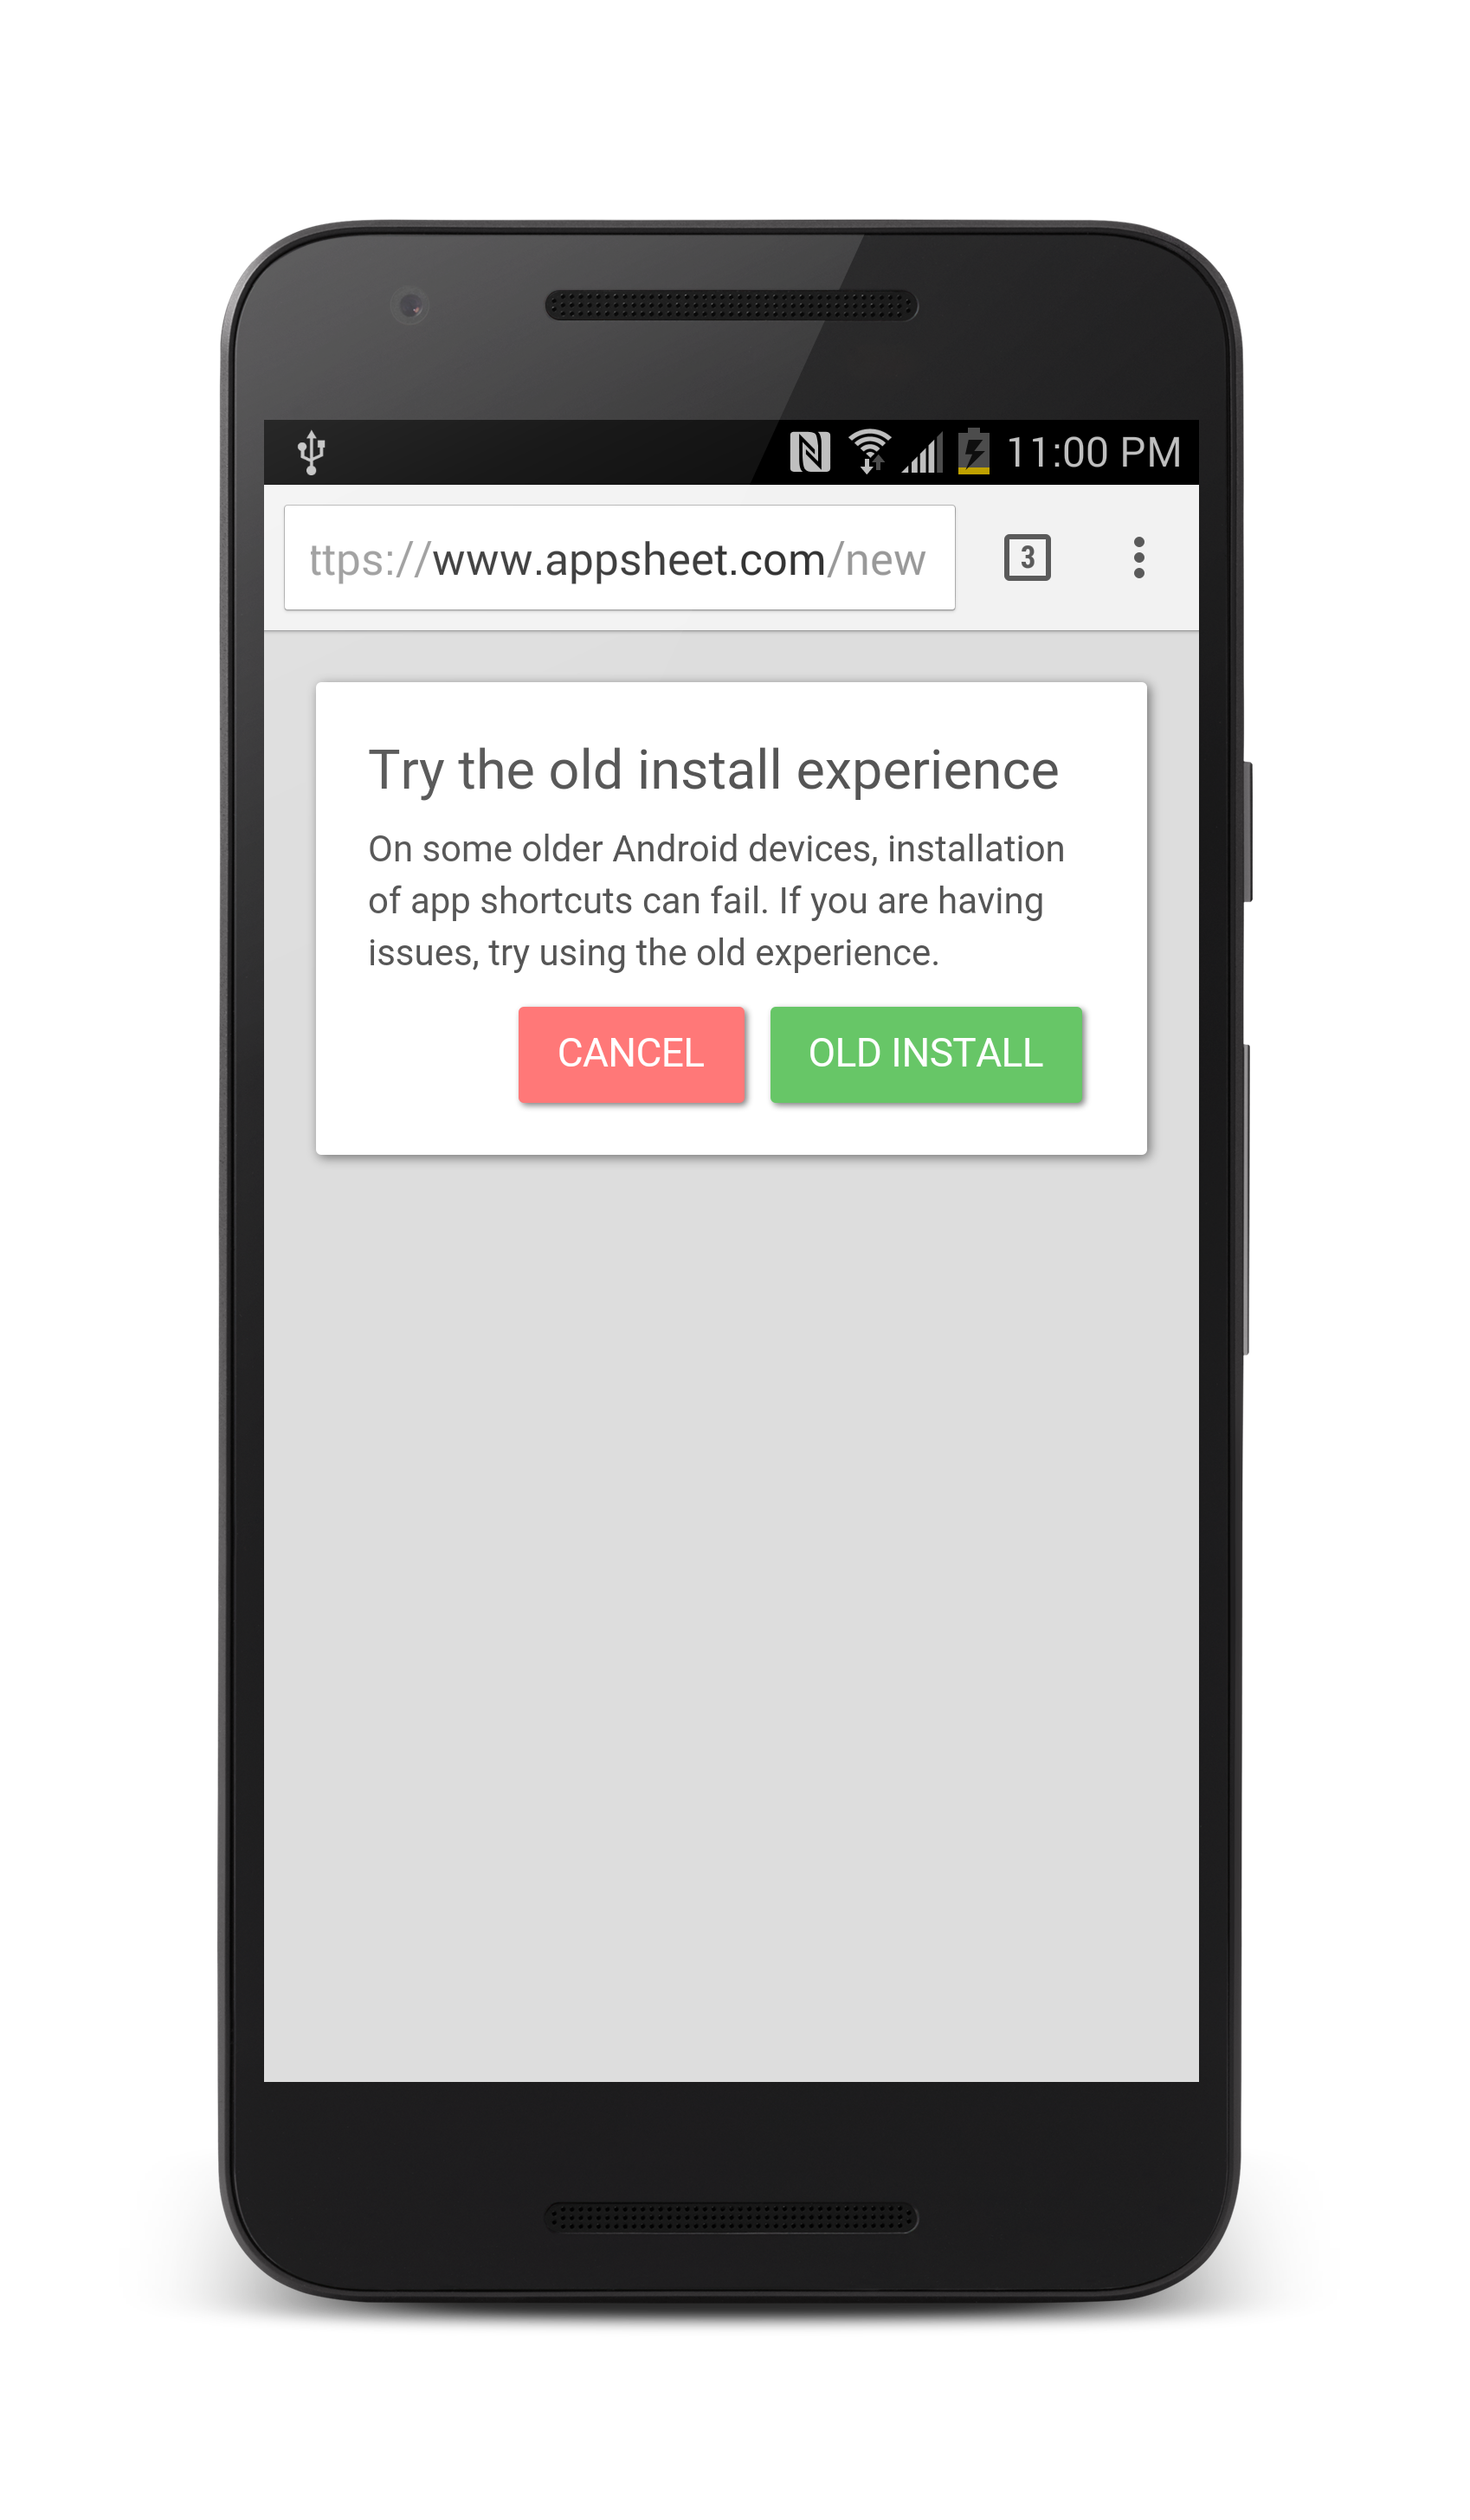 11:00 PM
ttps://www.appsheet.com/new
3
Try the old install experience
On some older Android devices, installation
of app shortcuts can fail. If you are having
issues, try using the old experience.
CANCEL OLD INSTALL